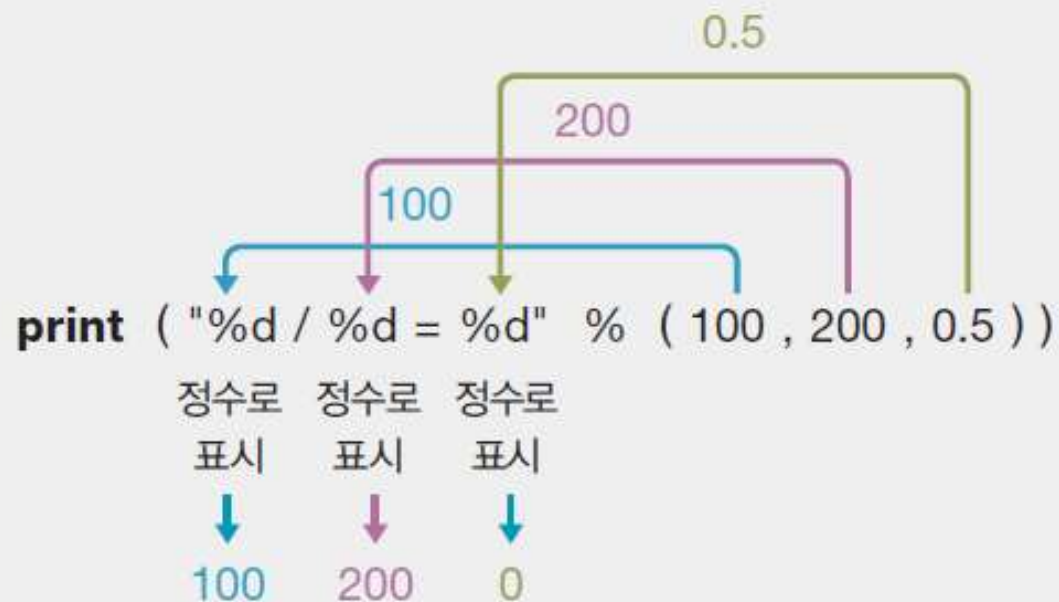 0.5
200
100
print ( "%d / %d = %d" % ( 100 , 200 , 0.5 ) )
정수로 정수로 정수로
표시 표시 표시
100 200 0